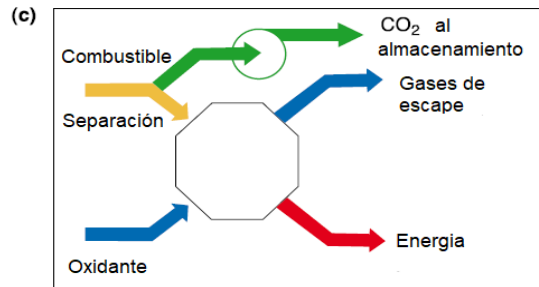 (c)
Combustible
CO₂ al
almacenamiento
Gases de
escape
Separación
Energia
Oxidante